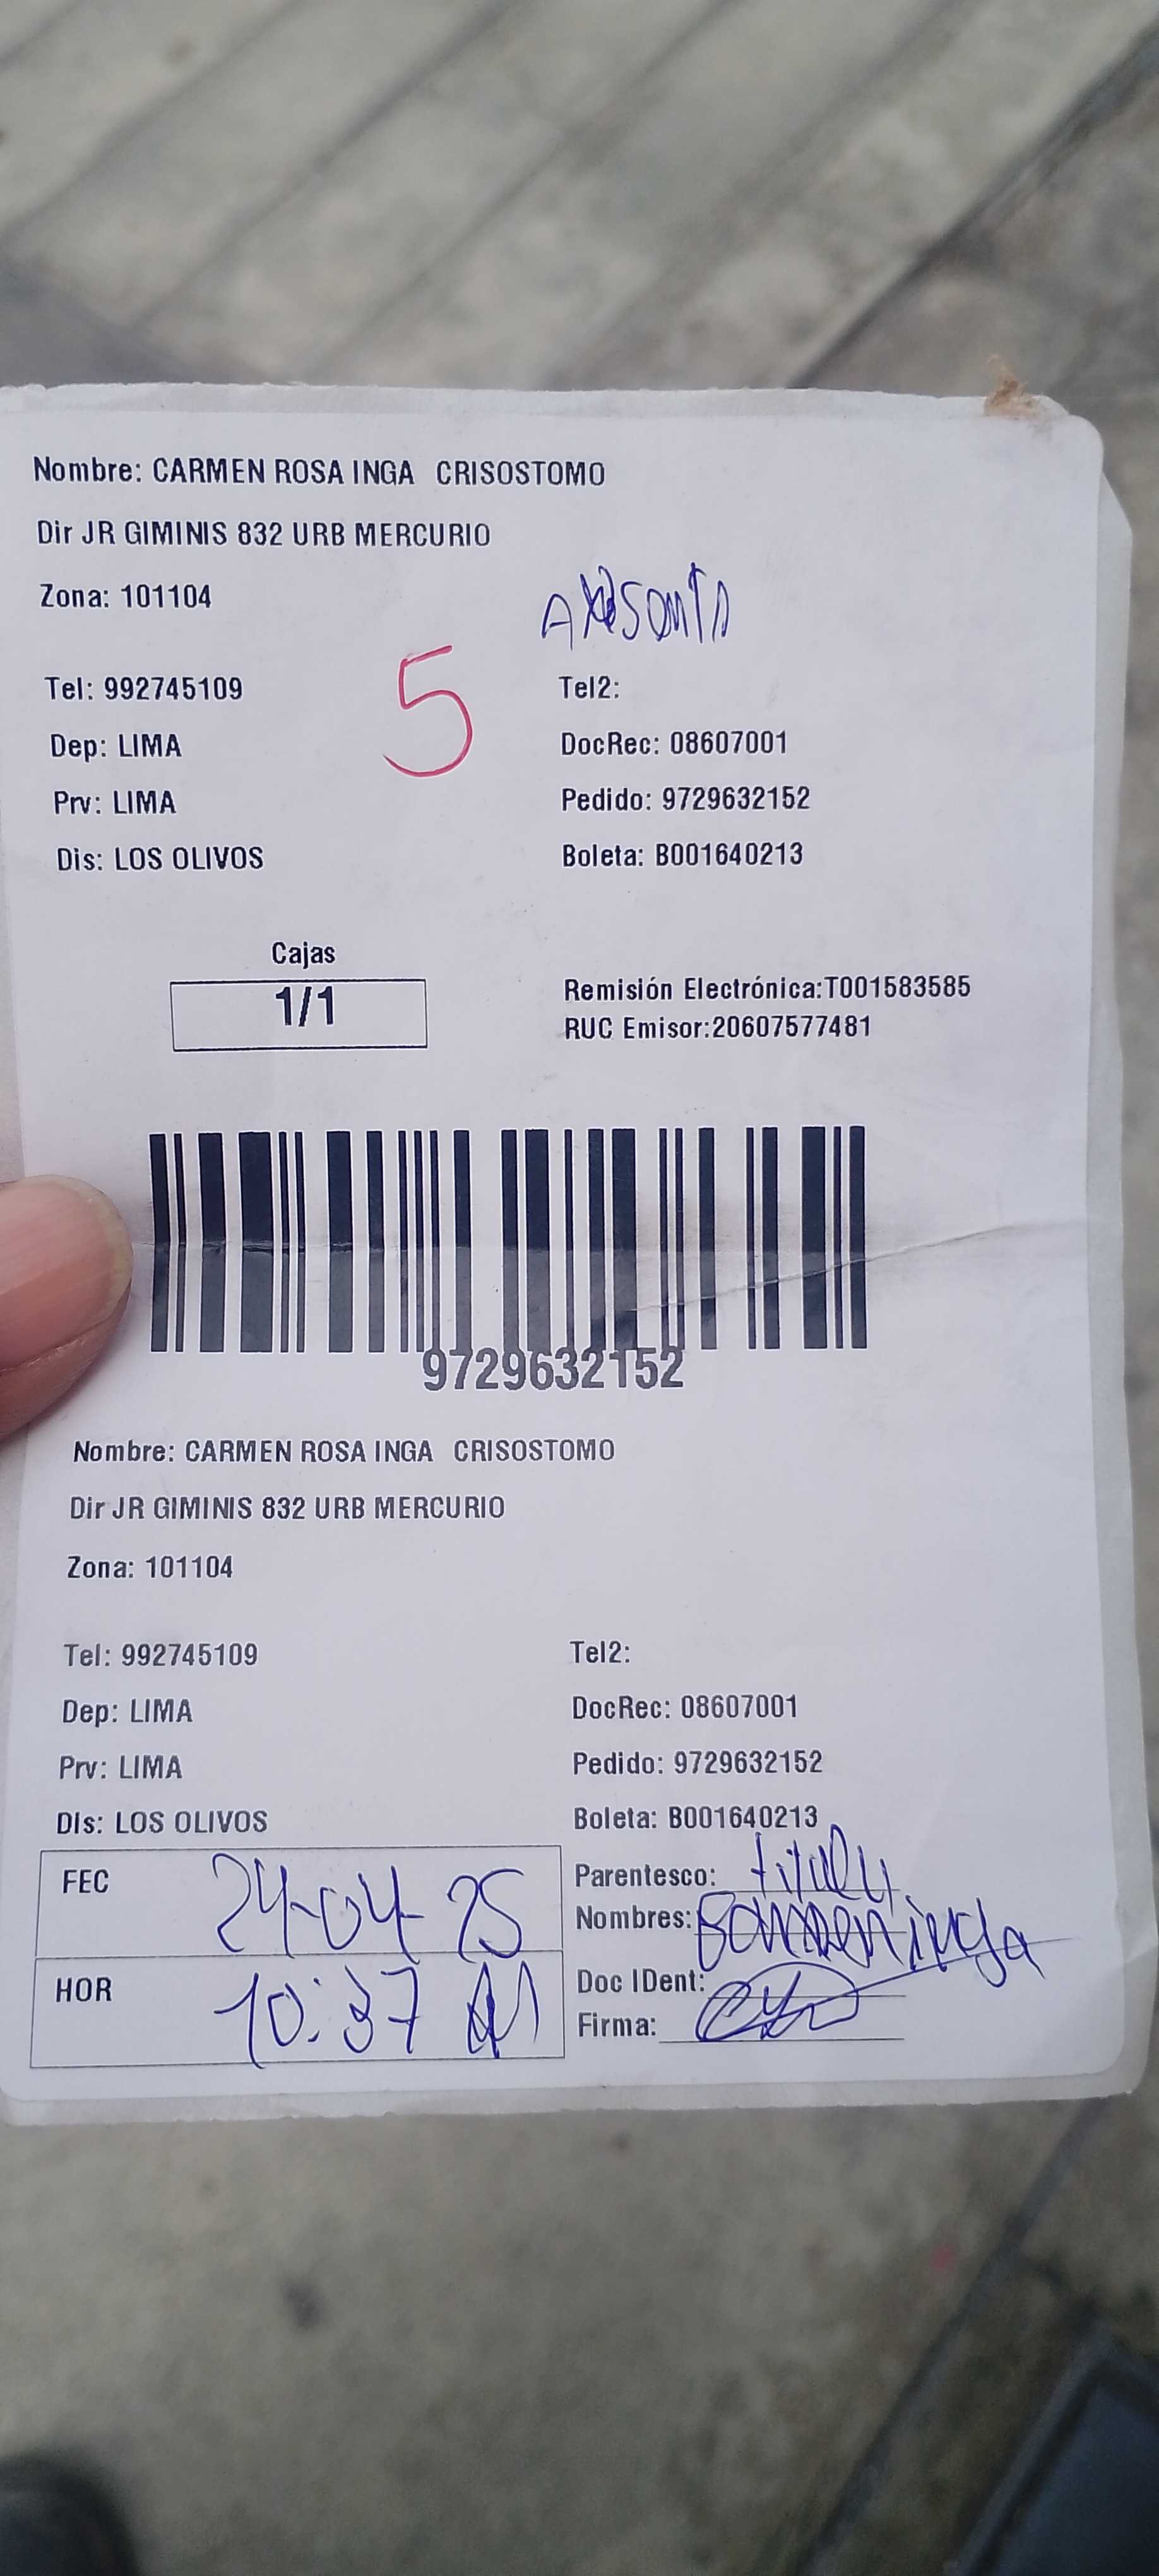 Nombre: CARMEN ROSA INGA CRISOSTOMO
Dir JR GIMINIS 832 URB MERCURIO
Zona: 101104
5
Tel: 992745109 Tel2:
Dep: LIMA DocRec: 08607001
Prv: LIMA Pedido: 9729632152
Dis: LOS OLIVOS Boleta: B001640213
Cajas
1/1
Remisión Electrónica:T001583585
RUC Emisor:20607577481
9729632152
Nombre: CARMEN ROSA INGA CRISOSTOMO
Dir JR GIMINIS 832 URB MERCURIO
Zona: 101104
Tel: 992745109 Tel2:
Dep: LIMA DocRec: 08607001
Prv: LIMA Pedido: 9729632152
Dis: LOS OLIVOS Boleta: B001640213
FEC 24-04-25 Parentesco:
Nombres: inga
HOR 10:37 Doc IDent:
Firma: